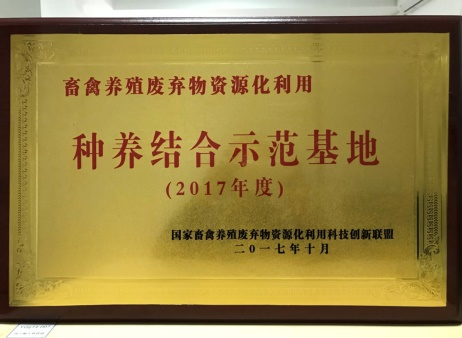 畜禽养殖废弃物资源化利用
种养结合示范基地
(2017年度)
国家畜禽养殖废弃物资源化利用科技创新联盟
二〇一七年十月